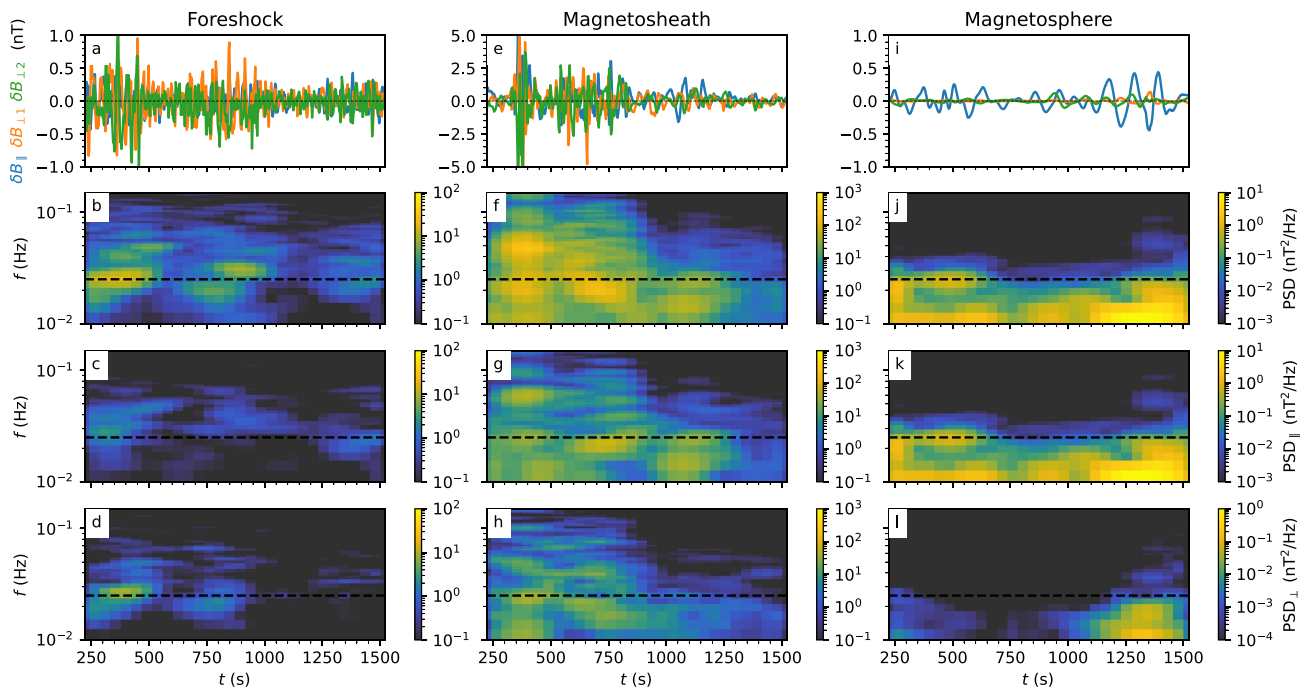 Foreshock Magnetosheath Magnetosphere
δB∥ δB⊥1 δB⊥2 (nT)
1.0 0.5 0.0 −0.5 −1.0
a
5.0 2.5 0.0 −2.5 −5.0
e
1.0 0.5 0.0 −0.5 −1.0
i
f (Hz)
10⁻¹ 10⁻²
b
10² 10¹ 10⁰ 10⁻¹
f
10³ 10² 10¹ 10⁰ 10⁻¹
j
10¹ 10⁰ 10⁻¹ 10⁻² 10⁻³
PSD (nT²/Hz)
f (Hz)
10⁻¹ 10⁻²
c
10² 10¹ 10⁰ 10⁻¹
g
10³ 10² 10¹ 10⁰ 10⁻¹
k
10¹ 10⁰ 10⁻¹ 10⁻² 10⁻³
PSD∥ (nT²/Hz)
f (Hz)
10⁻¹ 10⁻²
d
10² 10¹ 10⁰ 10⁻¹
h
10³ 10² 10¹ 10⁰ 10⁻¹
l
10⁰ 10⁻¹ 10⁻² 10⁻³ 10⁻⁴
PSD⊥ (nT²/Hz)
250 500 750 1000 1250 1500 250 500 750 1000 1250 1500 250 500 750 1000 1250 1500
t (s) t (s) t (s)